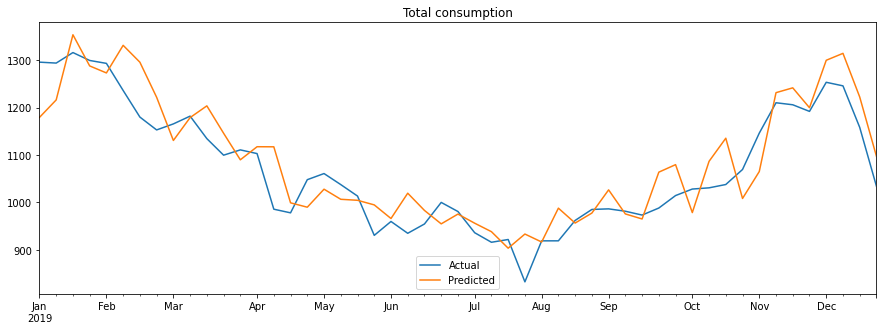 Total consumption
1300
1200
1100
1000
900
Actual
Predicted
Jan Feb Mar Apr May Jun Jul Aug Sep Oct Nov Dec
2019